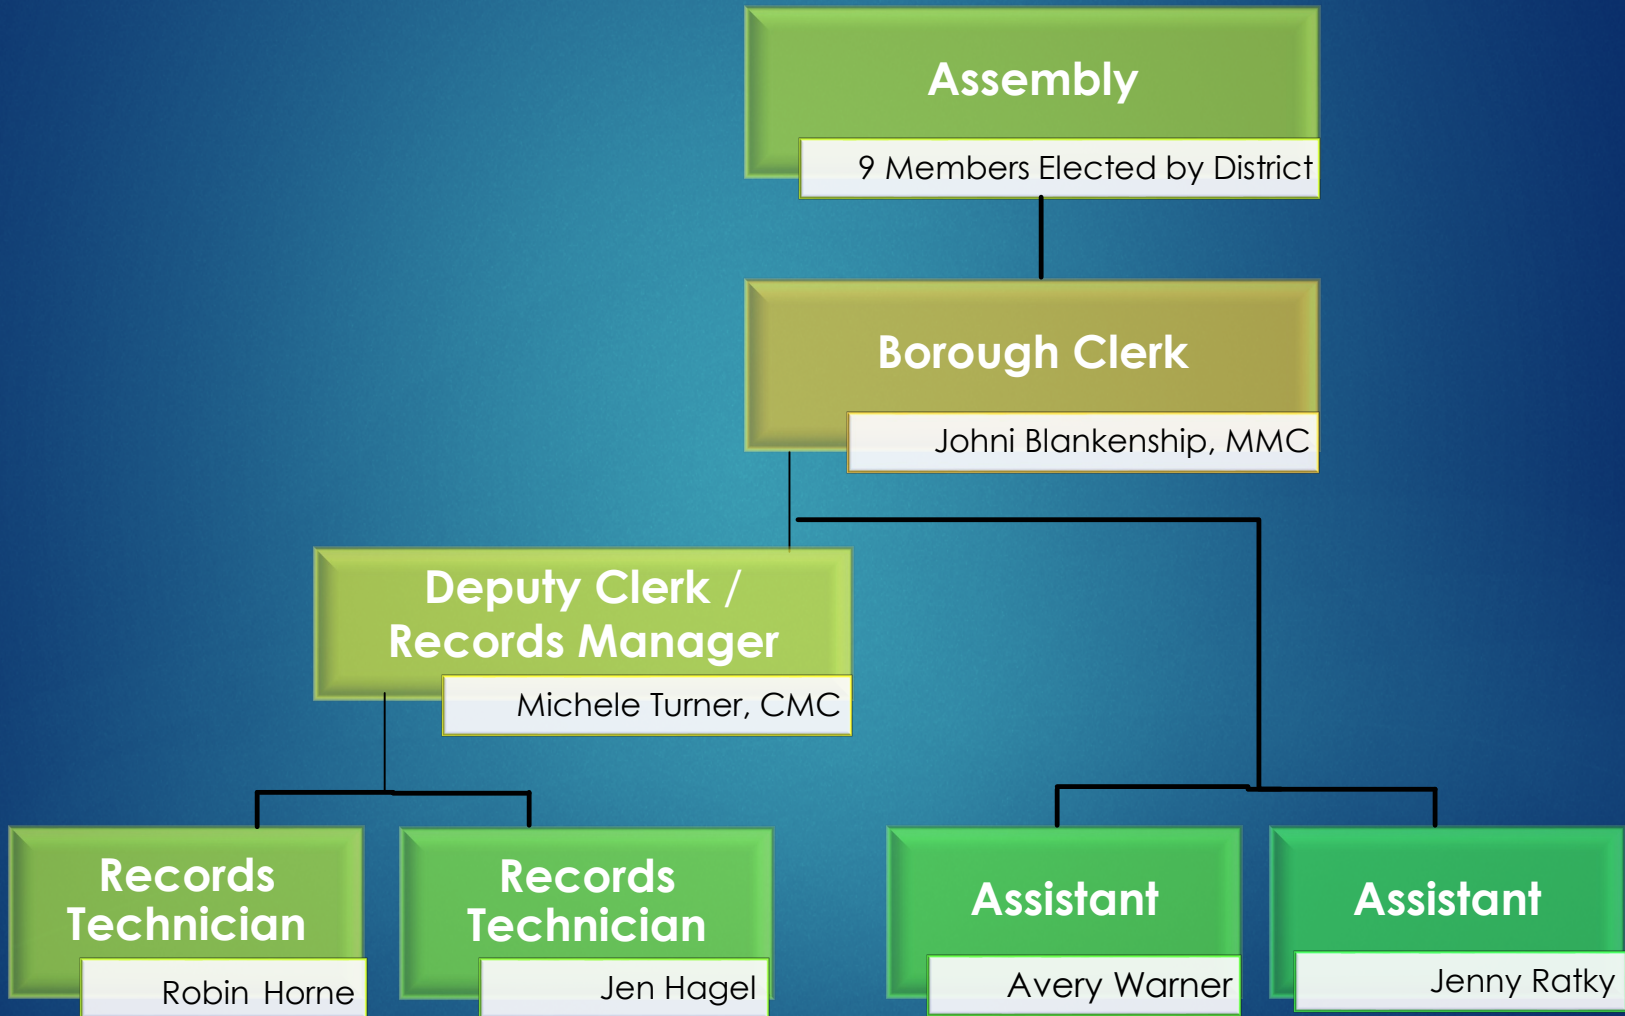 Assembly
9 Members Elected by District
Borough Clerk
Johni Blankenship, MMC
Deputy Clerk /
Records Manager
Michele Turner, CMC
Records
Technician
Robin Horne
Records
Technician
Jen Hagel
Assistant
Avery Warner
Assistant
Jenny Ratky